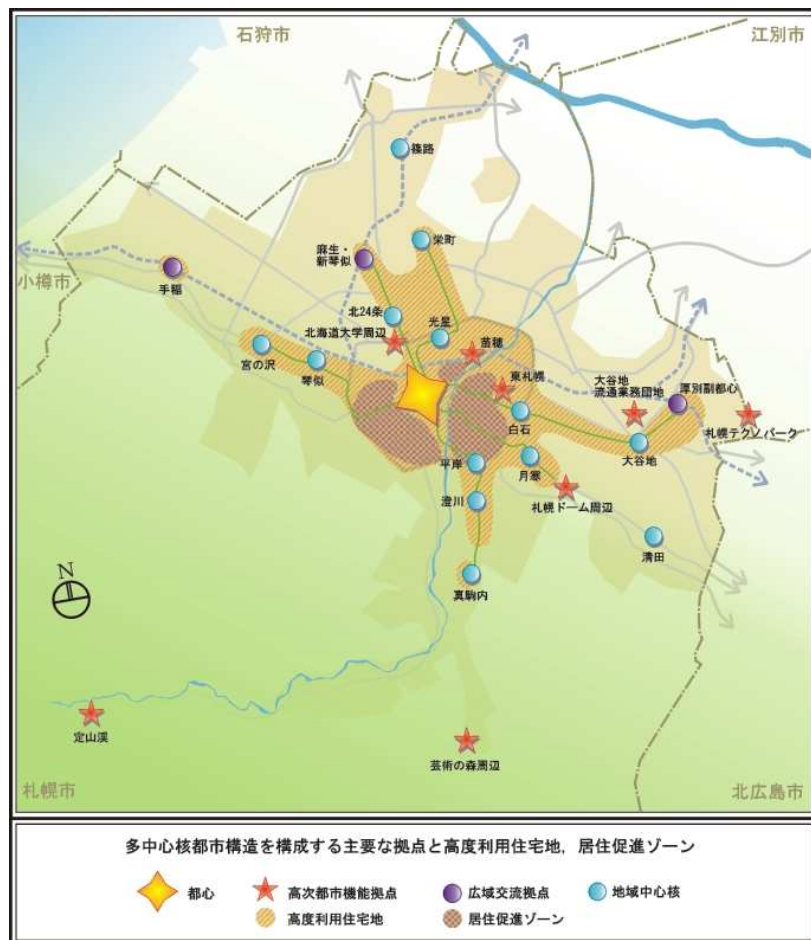 石狩市
江別市
篠路
麻生・
新琴似
栄町
小樽市
手稲
北24条
北海道大学周辺
光星
苗穂
宮の沢
琴似
東札幌
大谷地
流通業務団地
厚別副都心
白石
大谷地
札幌テクノパーク
平岸
月寒
澄川
札幌ドーム周辺
清田
N
真駒内
定山渓
芸術の森周辺
札幌市
北広島市
多中心核都市構造を構成する主要な拠点と高度利用住宅地，居住促進ゾーン
都心
高次都市機能拠点
広域交流拠点
地域中心核
高度利用住宅地
居住促進ゾーン